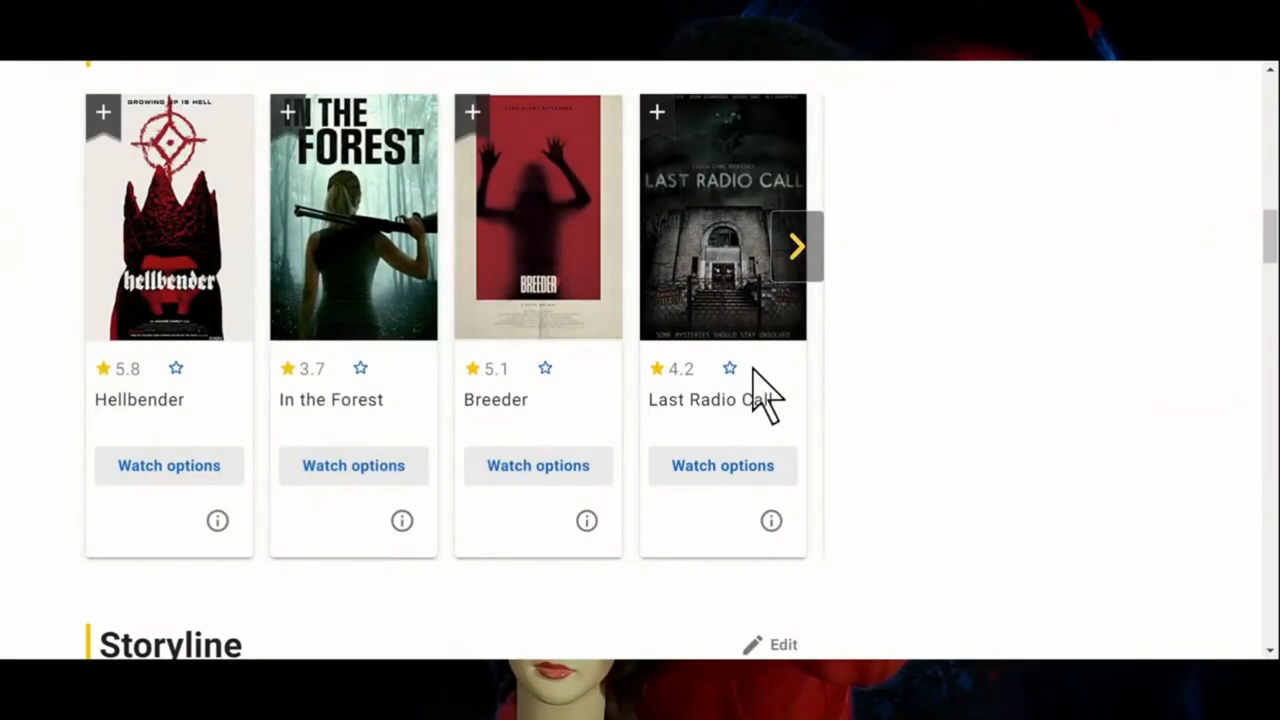 GROWING UP IS HELL
hellbender
IN THE
FOREST
BREEDER
LAST RADIO CALL
SOME MYSTERIES SHOULD STAY UNSOLVED
5.8
3.7
5.1
4.2
Hellbender
In the Forest
Breeder
Last Radio Call
Watch options
Watch options
Watch options
Watch options
Storyline
Edit